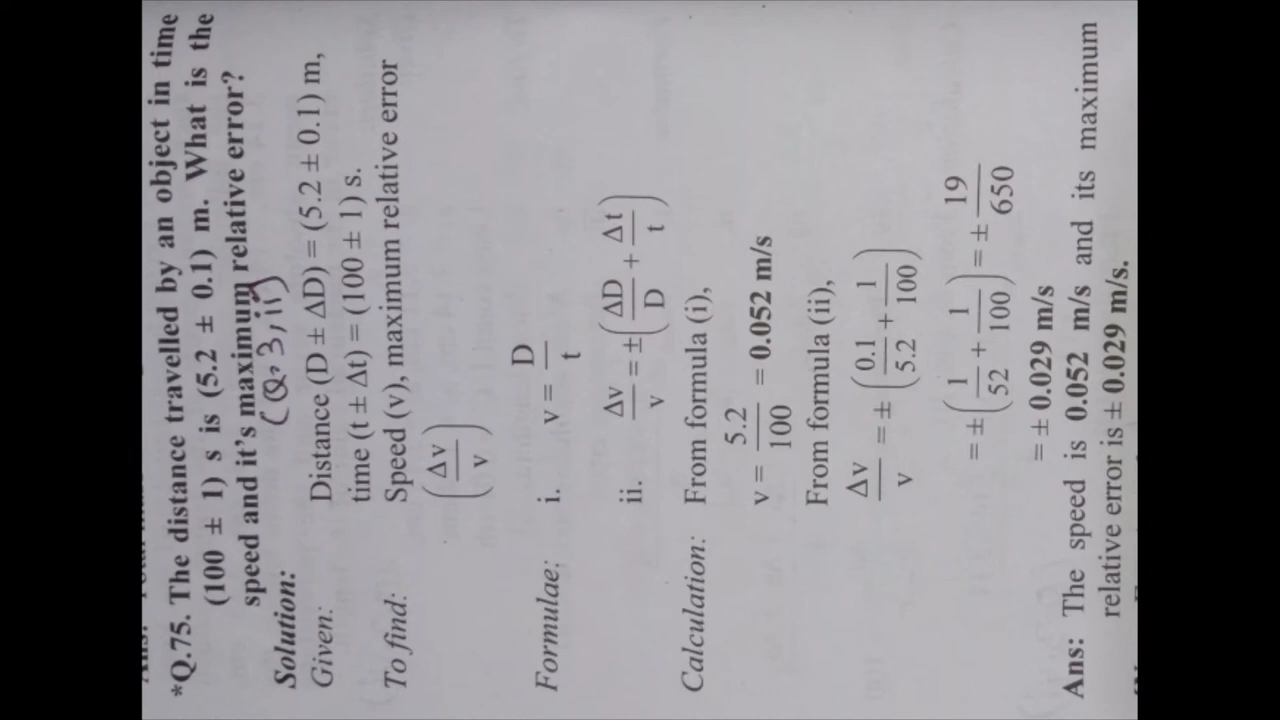 *Q.75. The distance travelled by an object in time
(100 ± 1) s is (5.2 ± 0.1) m. What is the
speed and it's maximum relative error?
(Q. 3, ii)
Solution:
Given: Distance (D ± ΔD) = (5.2 ± 0.1) m,
time (t ± Δt) = (100 ± 1) s.
To find: Speed (v), maximum relative error
(Δv/v)
Formulae: i. v = D/t
ii. Δv/v = ± (ΔD/D + Δt/t)
Calculation: From formula (i),
v = 5.2/100 = 0.052 m/s
From formula (ii),
Δv/v = ± (0.1/5.2 + 1/100)
= ± (1/52 + 1/100) = ± 19/650
= ± 0.029 m/s
Ans: The speed is 0.052 m/s and its maximum
relative error is ± 0.029 m/s.